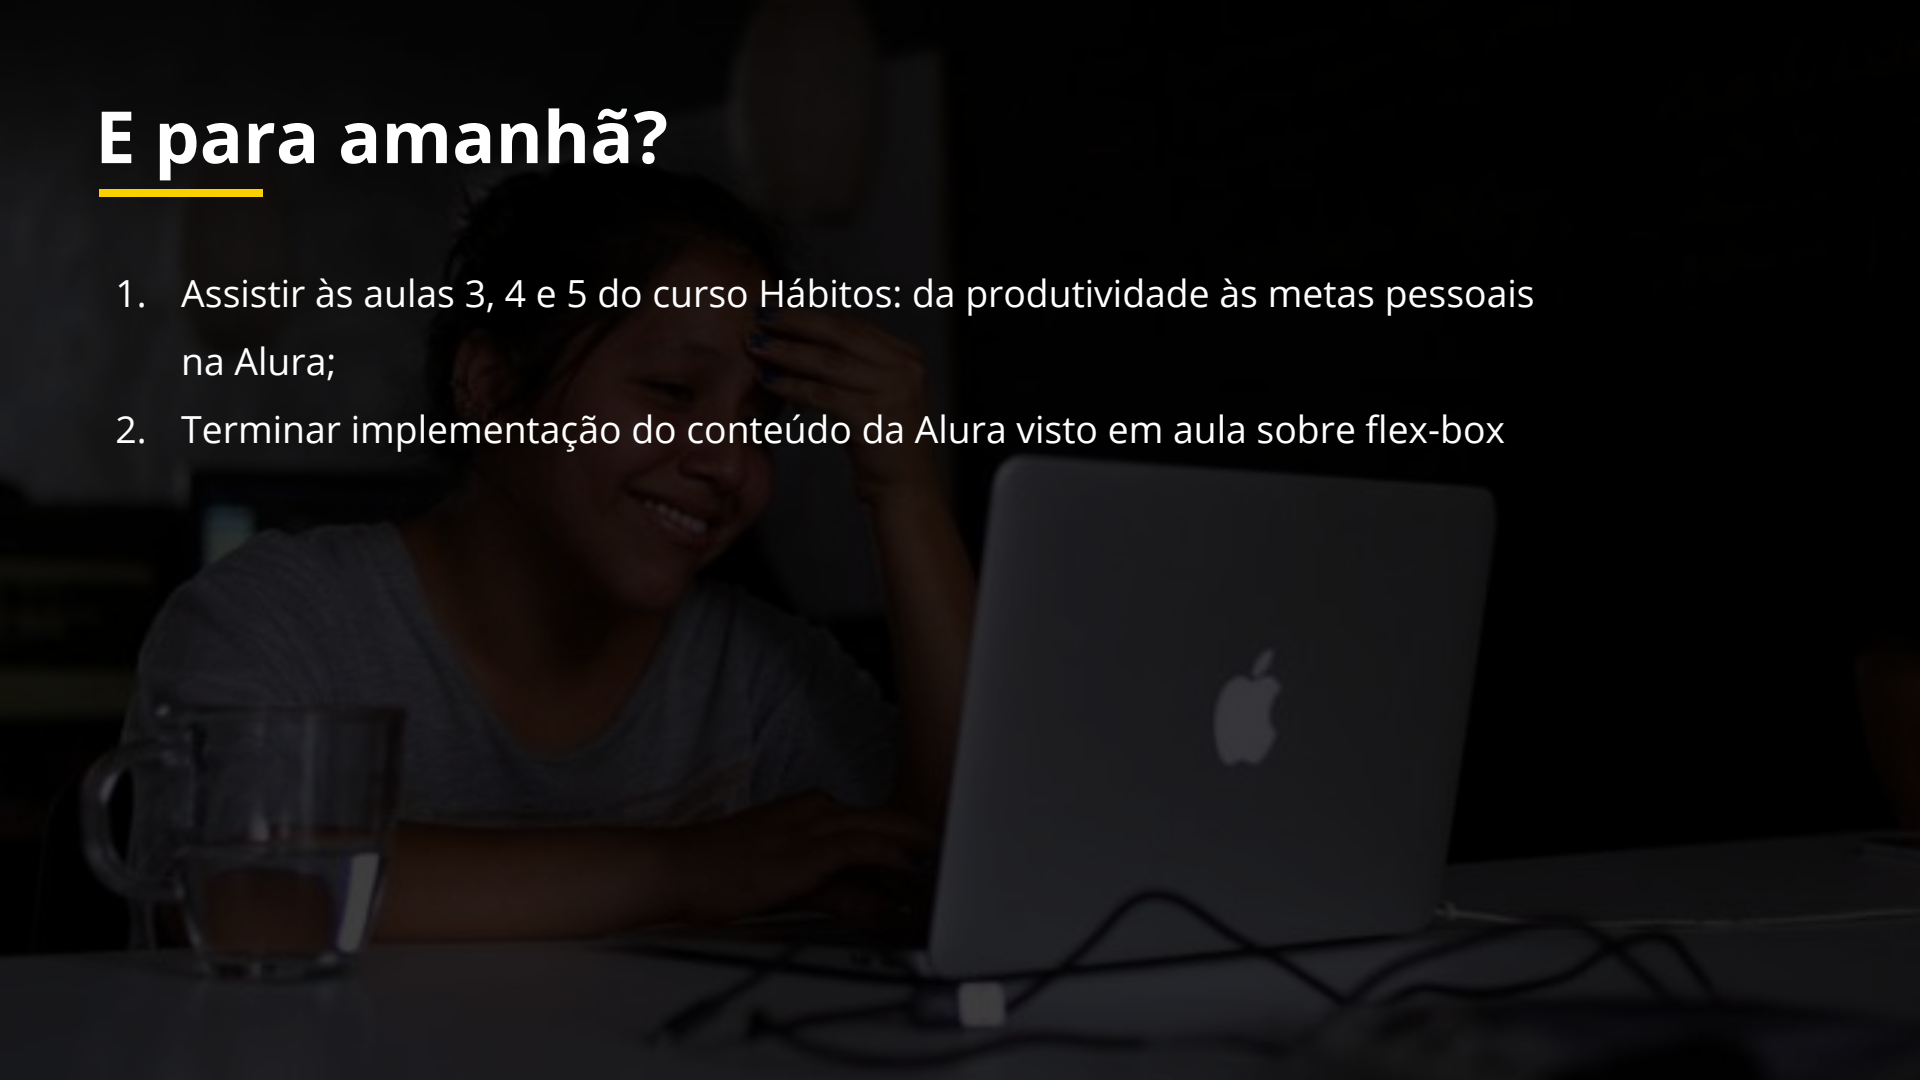 E para amanhã?
1. Assistir às aulas 3, 4 e 5 do curso Hábitos: da produtividade às metas pessoais
na Alura;
2. Terminar implementação do conteúdo da Alura visto em aula sobre flex-box